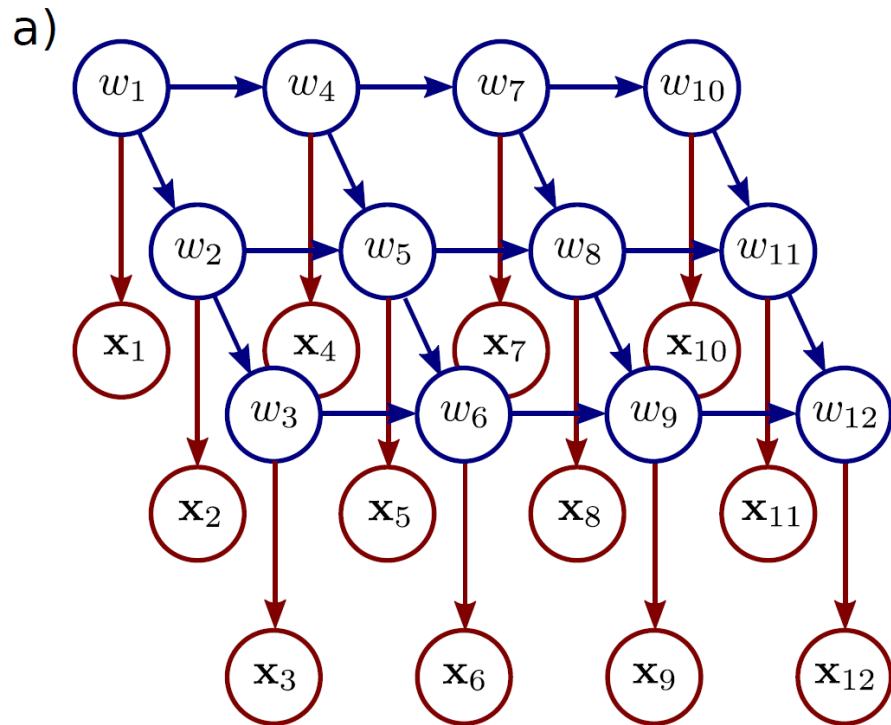 a)
w₁ w₄ w₇ w₁₀
w₂ w₅ w₈ w₁₁
x₁ x₄ x₇ x₁₀
w₃ w₆ w₉ w₁₂
x₂ x₅ x₈ x₁₁
x₃ x₆ x₉ x₁₂